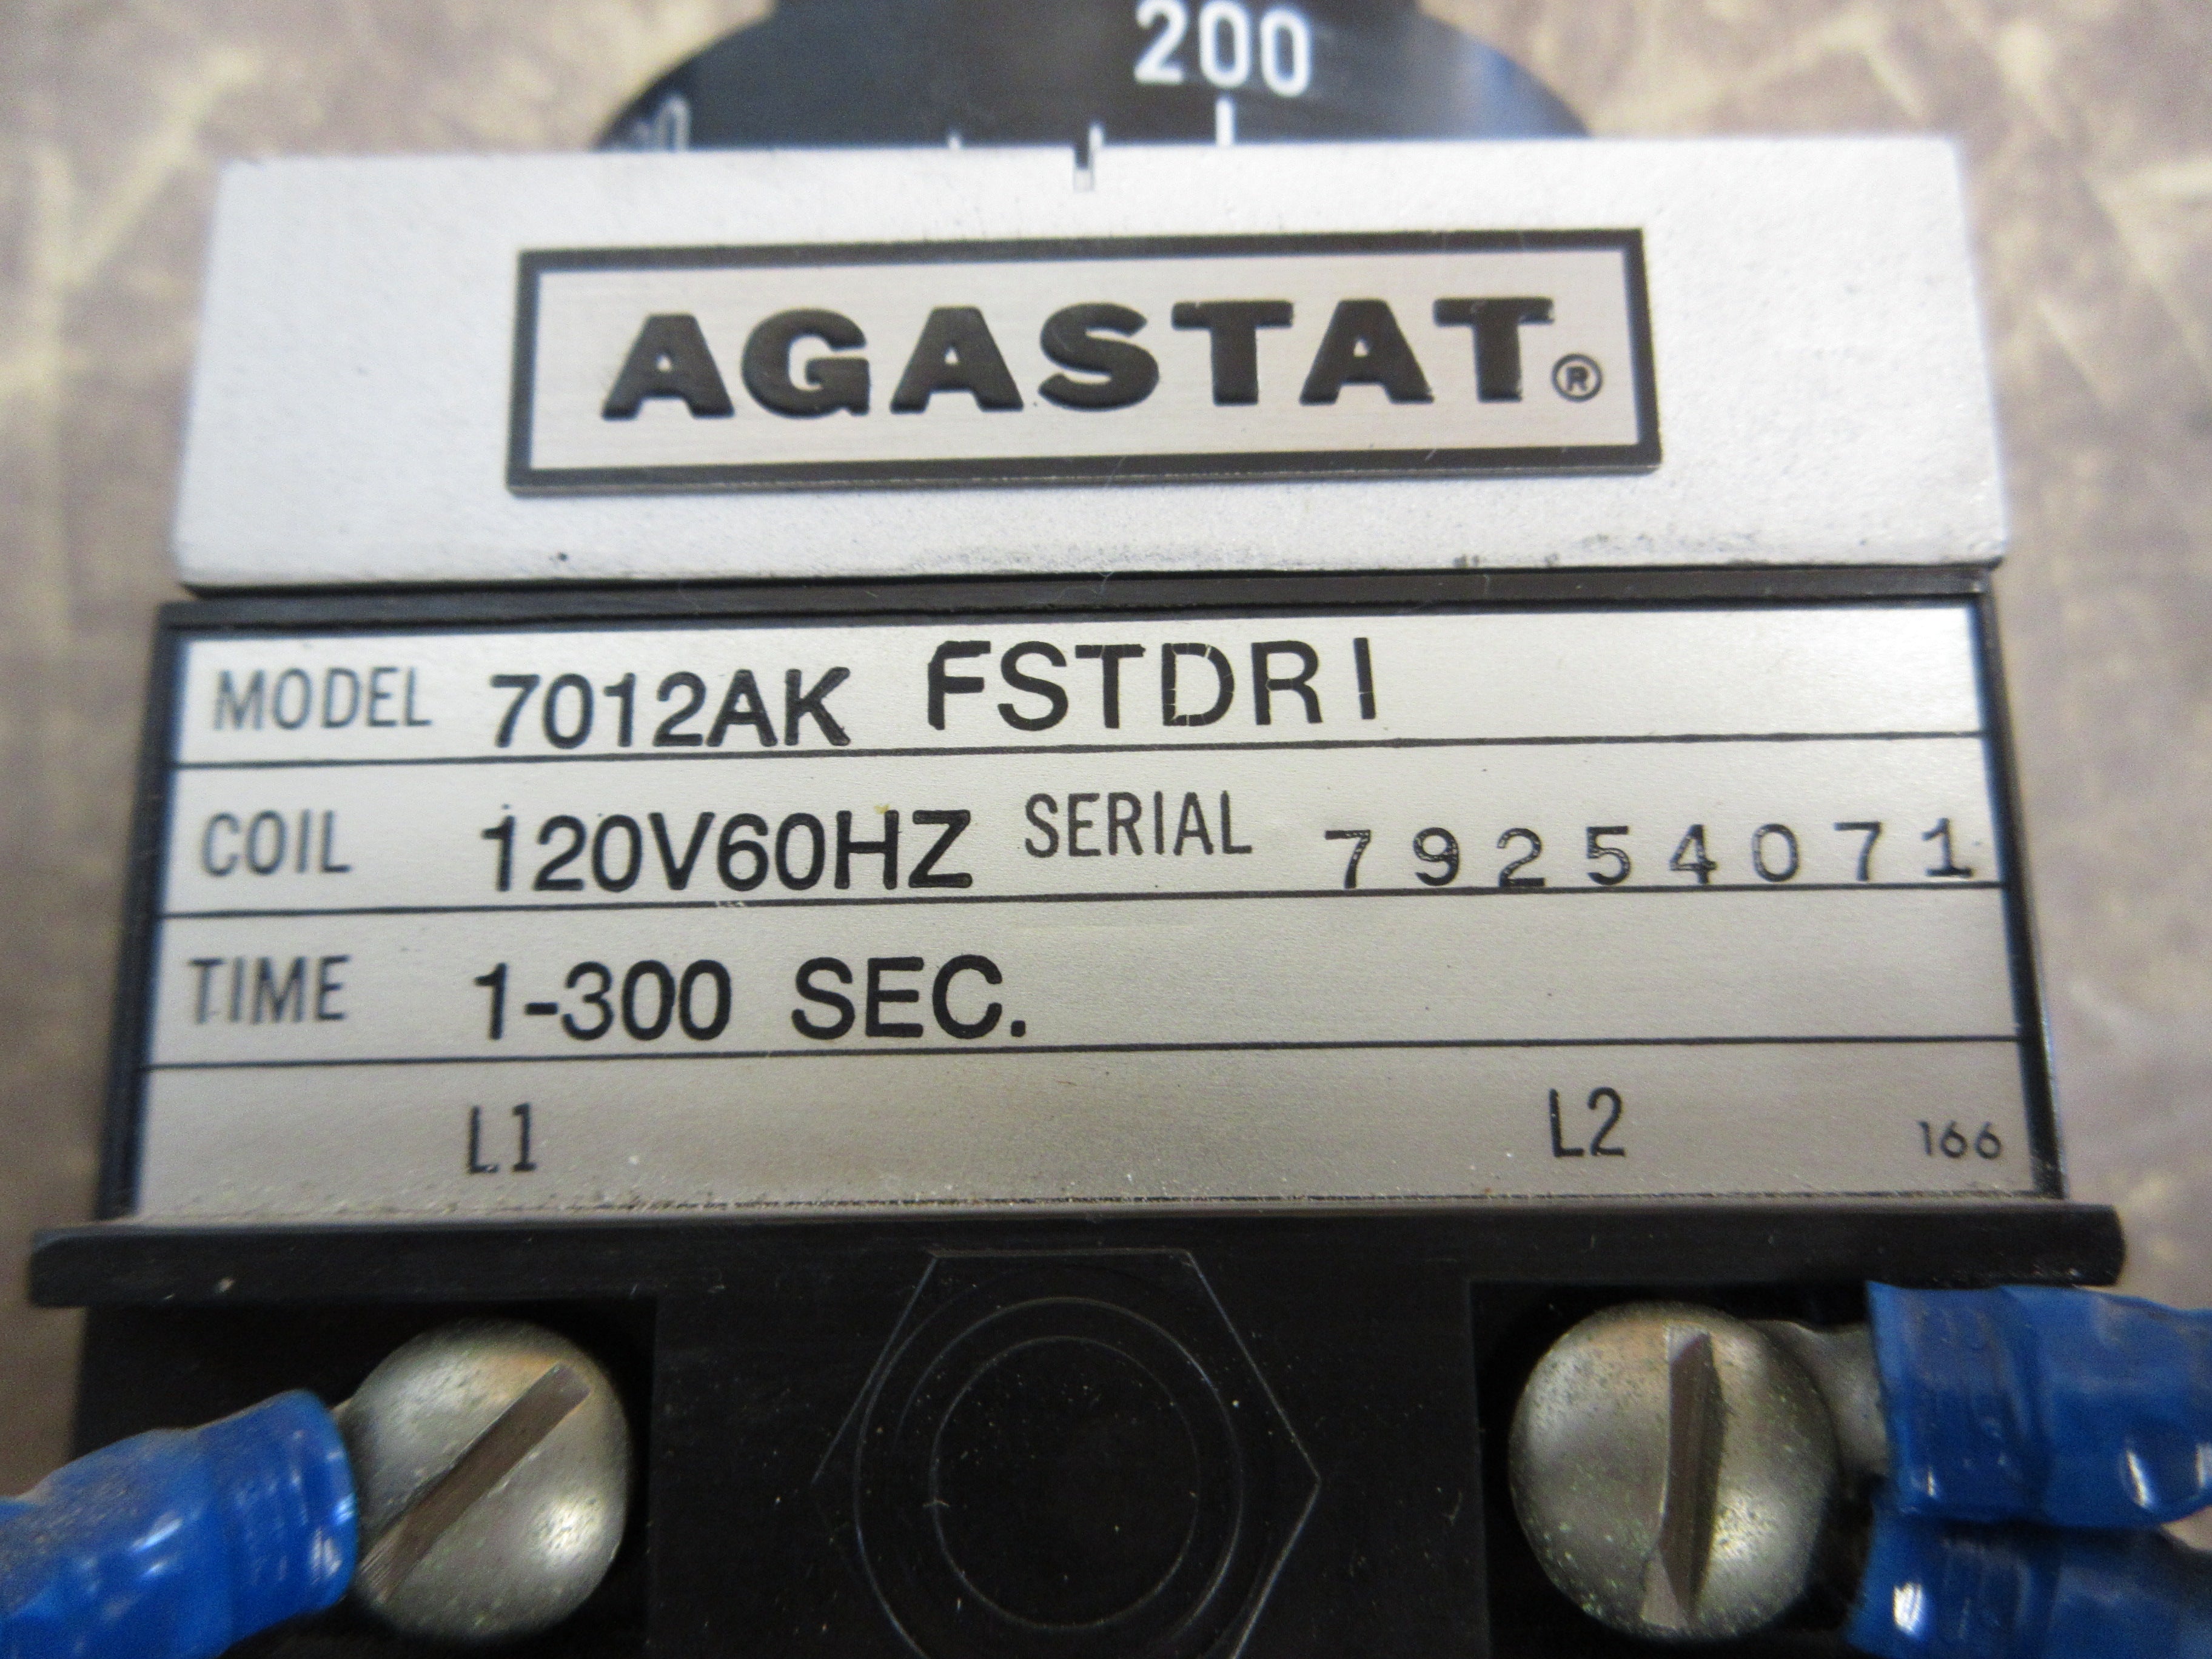 200
AGASTAT®
MODEL 7012AK FSTDR1
COIL 120V60HZ SERIAL 79254071
TIME 1-300 SEC.
L1 L2 166